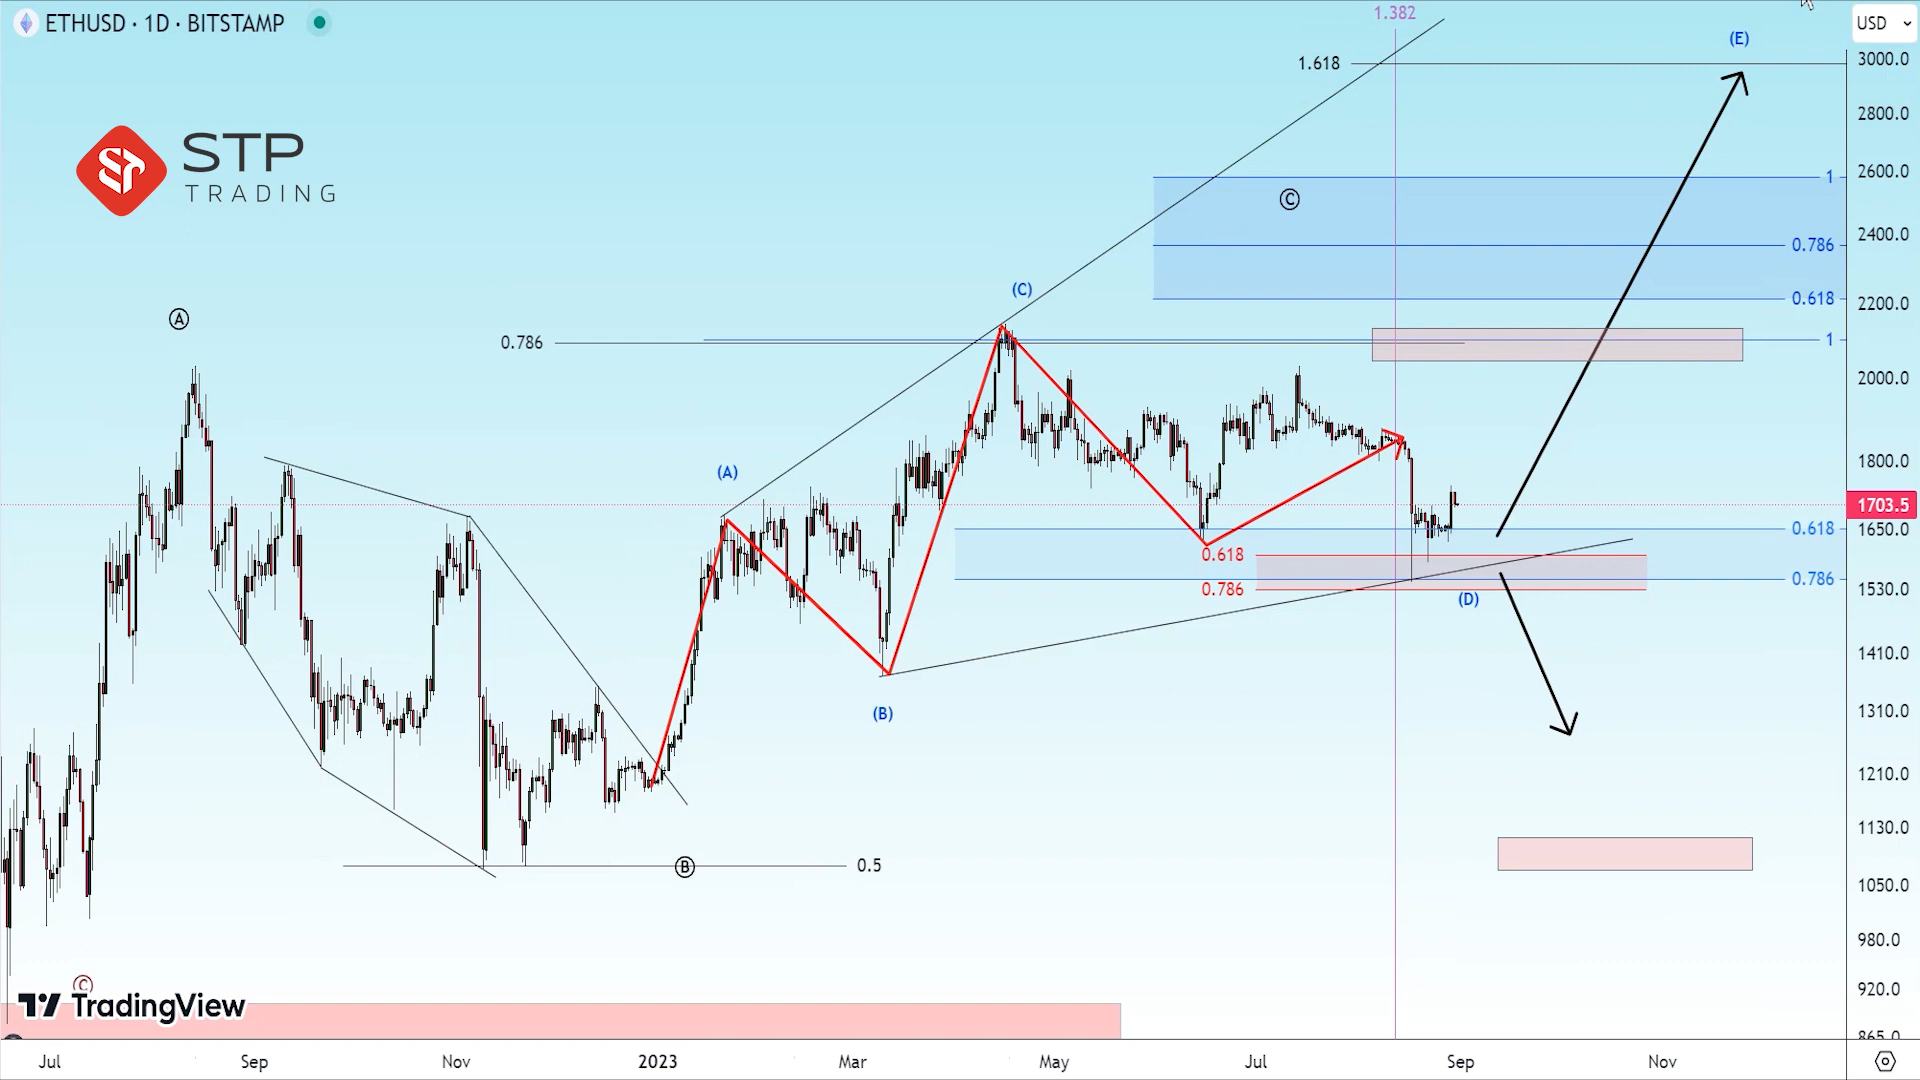 ETHUSD · 1D · BITSTAMP
1.382
USD
(E)
1.618
3000.0
2800.0
STP
TRADING
1
2600.0
Ⓒ
2400.0
0.786
(C)
0.618
2200.0
Ⓐ
0.786
1
2000.0
(A)
1800.0
1703.5
0.618
1650.0
0.618
0.786
0.786
1530.0
(D)
1410.0
(B)
1310.0
1210.0
1130.0
Ⓑ
0.5
1050.0
980.0
Ⓒ
TradingView
920.0
865.0
Jul
Sep
Nov
2023
Mar
May
Jul
Sep
Nov